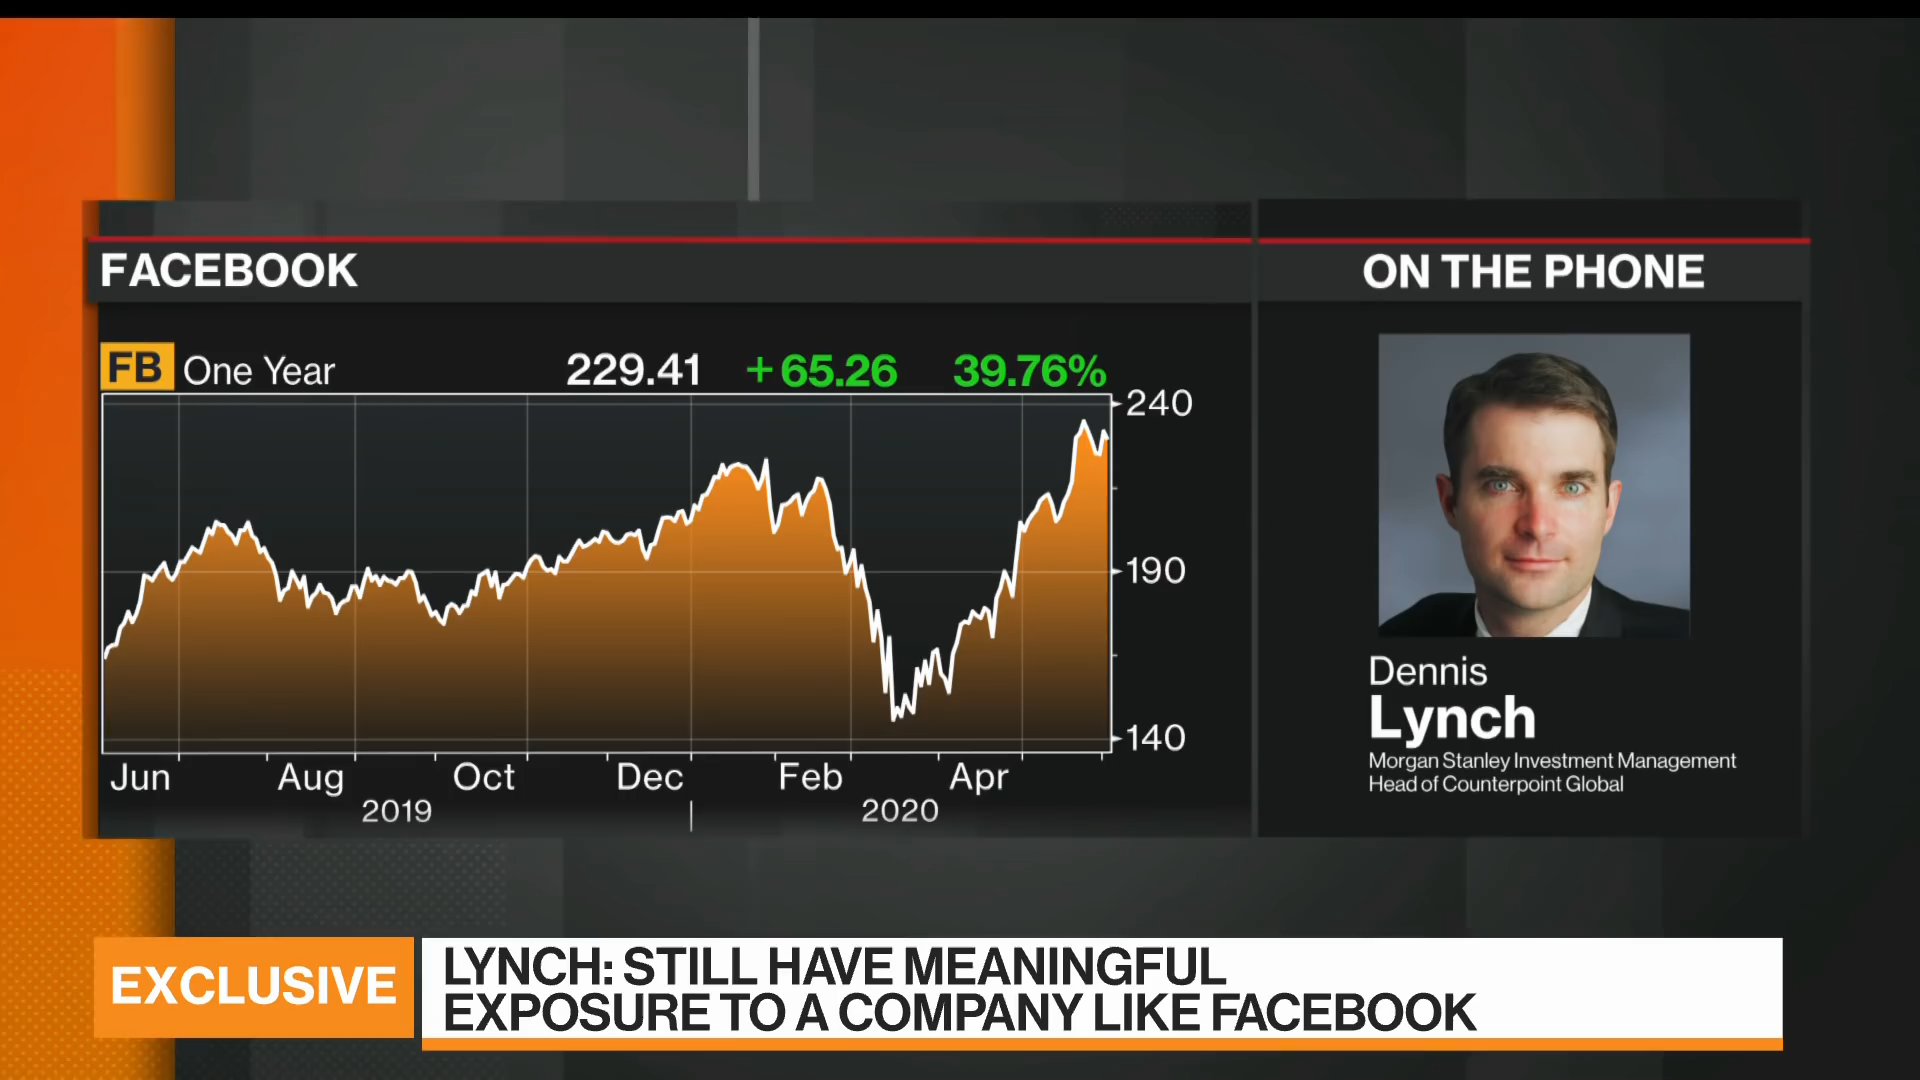 FACEBOOK
ON THE PHONE
FB One Year 229.41 +65.26 39.76%
240
190
140
Jun Aug Oct Dec Feb Apr
2019 2020
Dennis
Lynch
Morgan Stanley Investment Management
Head of Counterpoint Global
EXCLUSIVE
LYNCH: STILL HAVE MEANINGFUL
EXPOSURE TO A COMPANY LIKE FACEBOOK